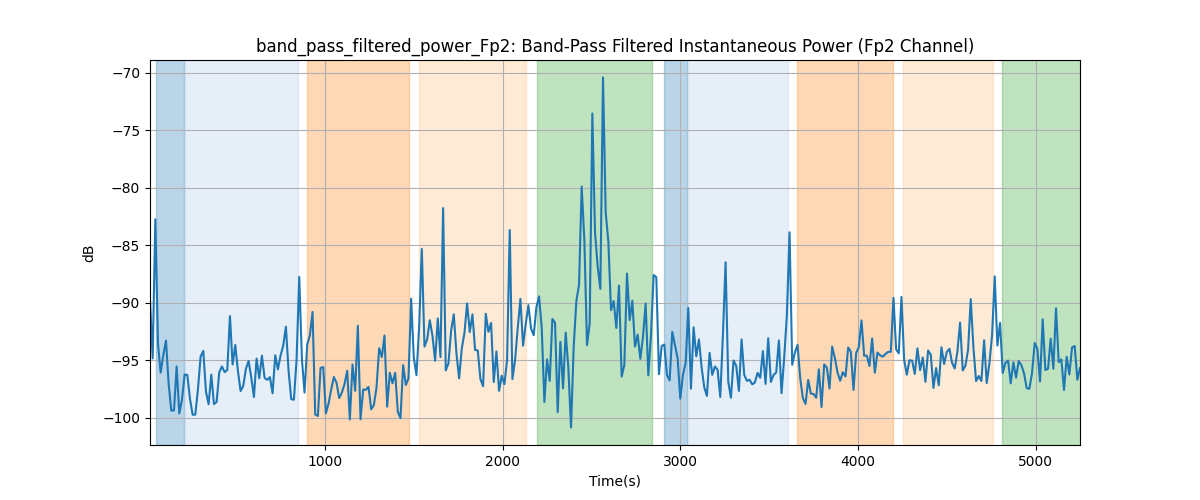 band_pass_filtered_power_Fp2: Band-Pass Filtered Instantaneous Power (Fp2 Channel)
−70
−75
−80
−85
−90
−95
−100
dB
1000 2000 3000 4000 5000
Time(s)